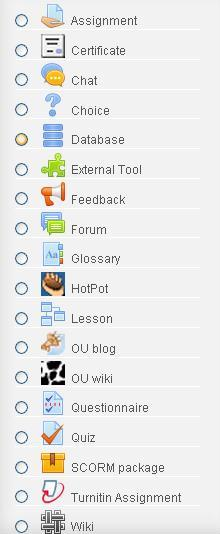 Assignment
Certificate
Chat
Choice
Database
External Tool
Feedback
Forum
Aa
Glossary
HotPot
Lesson
OU blog
OU wiki
Questionnaire
Quiz
SCORM package
Turnitin Assignment
Wiki